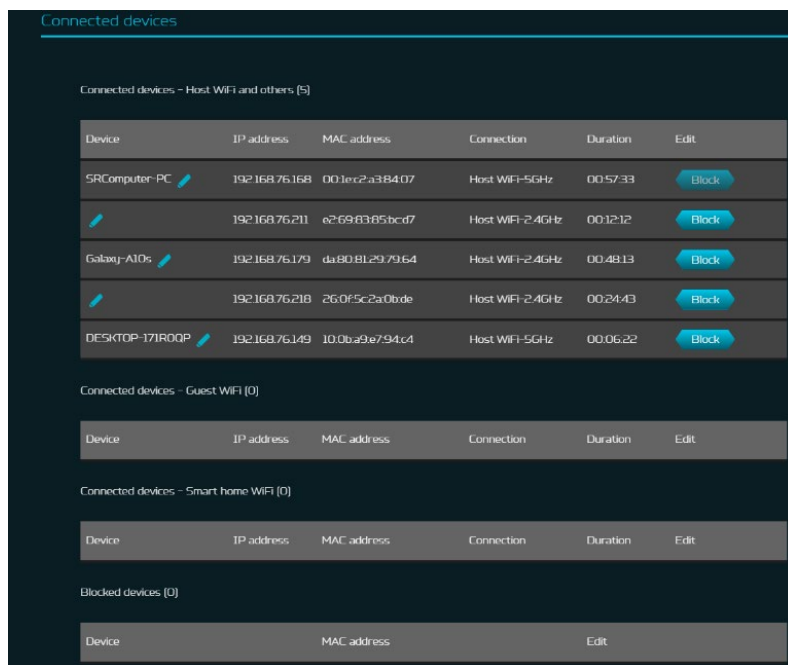 Connected devices
Connected devices - Host WiFi and others (5)
Device IP address MAC address Connection Duration Edit
SRComputer-PC 192.168.76.168 00:1e:c2:a3:84:07 Host WiFi-5GHz 00:57:33 Block
192.168.76.211 e2:69:83:85:bc:d7 Host WiFi-2.4GHz 00:12:12 Block
Galaxy-A10s 192.168.76.179 da:80:81:29:79:64 Host WiFi-2.4GHz 00:48:13 Block
192.168.76.218 26:0f:5c:2a:0b:de Host WiFi-2.4GHz 00:24:43 Block
DESKTOP-171R0QP 192.168.76.149 10:0b:a9:e7:94:c4 Host WiFi-5GHz 00:06:22 Block
Connected devices - Guest WiFi (0)
Device IP address MAC address Connection Duration Edit
Connected devices - Smart home WiFi (0)
Device IP address MAC address Connection Duration Edit
Blocked devices (0)
Device MAC address Edit